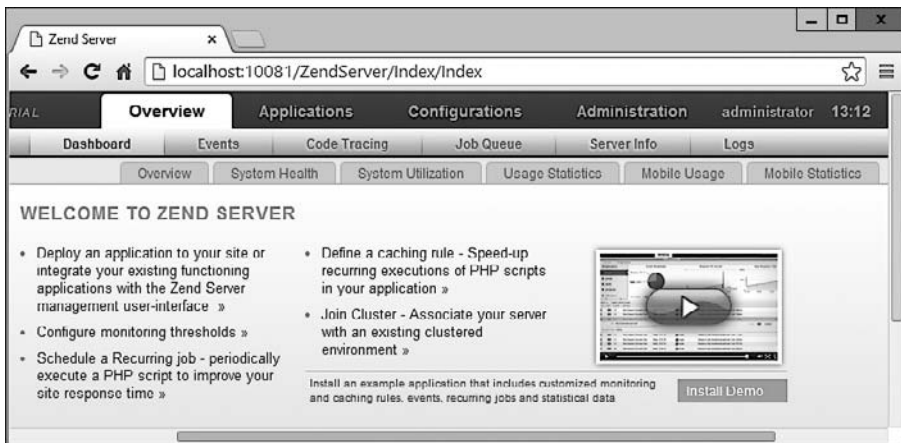 Zend Server
localhost:10081/ZendServer/Index/Index
RIAL Overview Applications Configurations Administration administrator 13:12
Dashboard Events Code Tracing Job Queue Server Info Logs
Overview System Health System Utilization Usage Statistics Mobile Usage Mobile Statistics
WELCOME TO ZEND SERVER
• Deploy an application to your site or
integrate your existing functioning
applications with the Zend Server
management user-interface »
• Configure monitoring thresholds »
• Schedule a Recurring job - periodically
execute a PHP script to improve your
site response time »
• Define a caching rule - Speed-up
recurring executions of PHP scripts
in your application »
• Join Cluster - Associate your server
with an existing clustered
environment »
Install an example application that includes customized monitoring
and caching rules, events, recurring jobs and statistical data
Install Demo